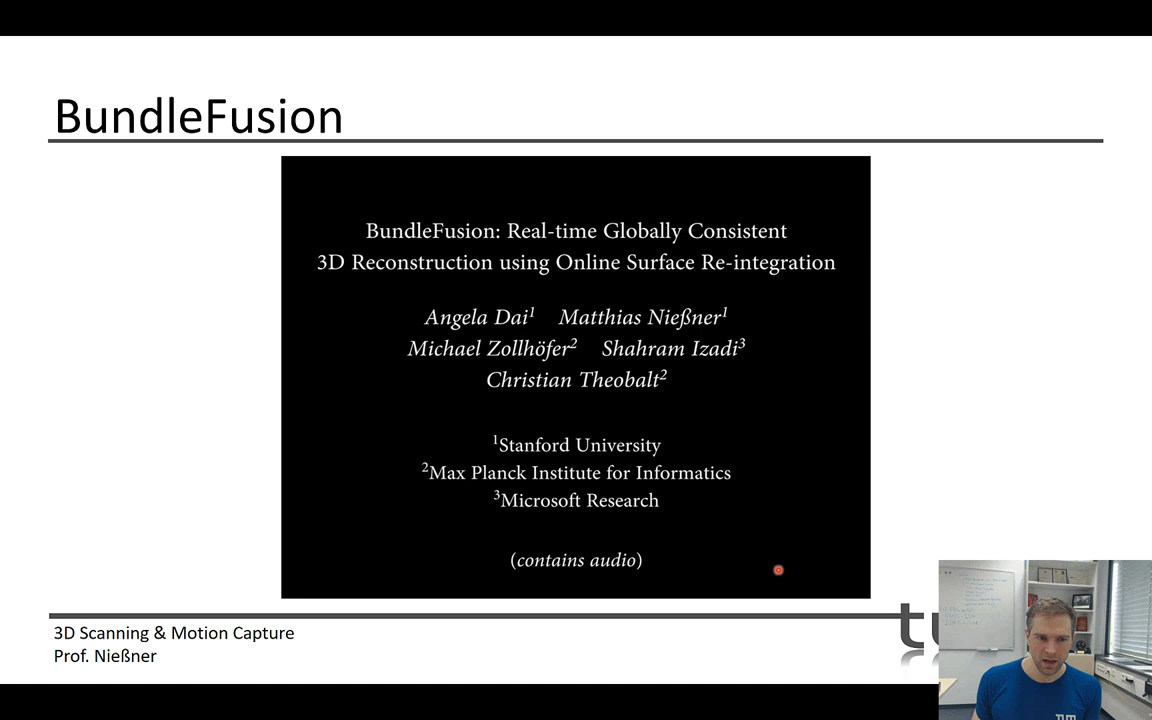 BundleFusion
BundleFusion: Real-time Globally Consistent
3D Reconstruction using Online Surface Re-integration
Angela Dai¹ Matthias Nießner¹
Michael Zollhöfer² Shahram Izadi³
Christian Theobalt²
¹Stanford University
²Max Planck Institute for Informatics
³Microsoft Research
(contains audio)
3D Scanning & Motion Capture
Prof. Nießner